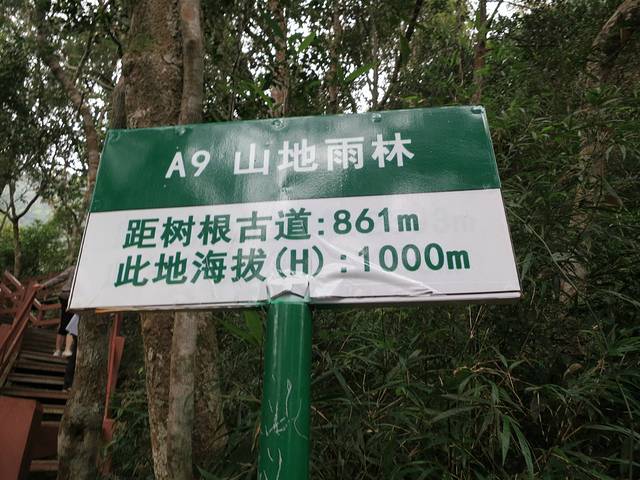 A9 山地雨林
距树根古道:861m
此地海拔(H):1000m